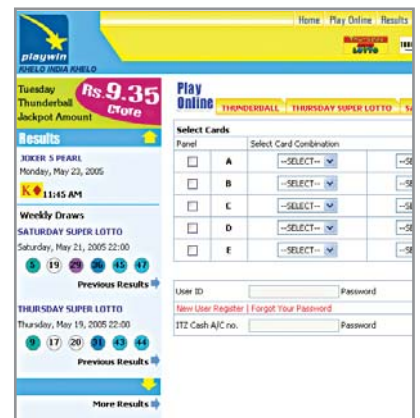 Home Play Online Results
LOTTO
playwin
KHELO INDIA KHELO
Tuesday
Thunderball
Jackpot Amount
Rs. 9.35
Crore
Play
Online
THUNDERBALL
THURSDAY SUPER LOTTO
Results
JOKER 5 PEARL
Monday, May 23, 2005
K♦ 11:45 AM
Weekly Draws
SATURDAY SUPER LOTTO
Saturday, May 21, 2005 22:00
5 19 29 36 45 47
Previous Results
THURSDAY SUPER LOTTO
Thursday, May 19, 2005 22:00
9 17 20 31 43 44
Previous Results
More Results
Select Cards
Panel Select Card Combination
A --SELECT--
B --SELECT--
C --SELECT--
D --SELECT--
E --SELECT--
User ID Password
New User Register | Forgot Your Password
ITZ Cash A/C no. Password